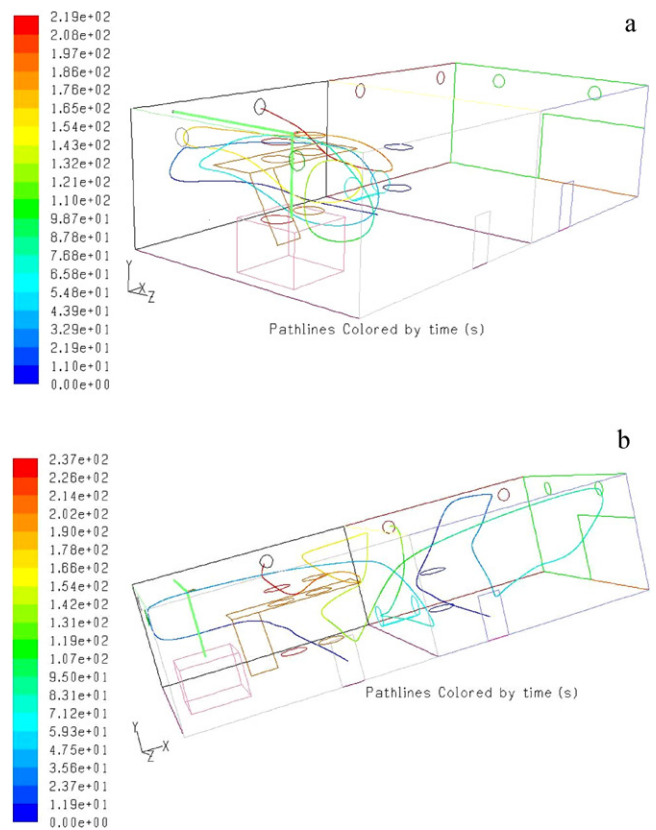 a
2.19e+02
2.08e+02
1.97e+02
1.86e+02
1.76e+02
1.65e+02
1.54e+02
1.43e+02
1.32e+02
1.21e+02
1.10e+02
9.87e+01
8.78e+01
7.68e+01
6.58e+01
5.48e+01
4.39e+01
3.29e+01
2.19e+01
1.10e+01
0.00e+00
Y
X
Z
Pathlines Colored by time (s)
b
2.37e+02
2.26e+02
2.14e+02
2.02e+02
1.90e+02
1.78e+02
1.66e+02
1.54e+02
1.42e+02
1.31e+02
1.19e+02
1.07e+02
9.50e+01
8.31e+01
7.12e+01
5.93e+01
4.75e+01
3.56e+01
2.37e+01
1.19e+01
0.00e+00
Y
X
Z
Pathlines Colored by time (s)